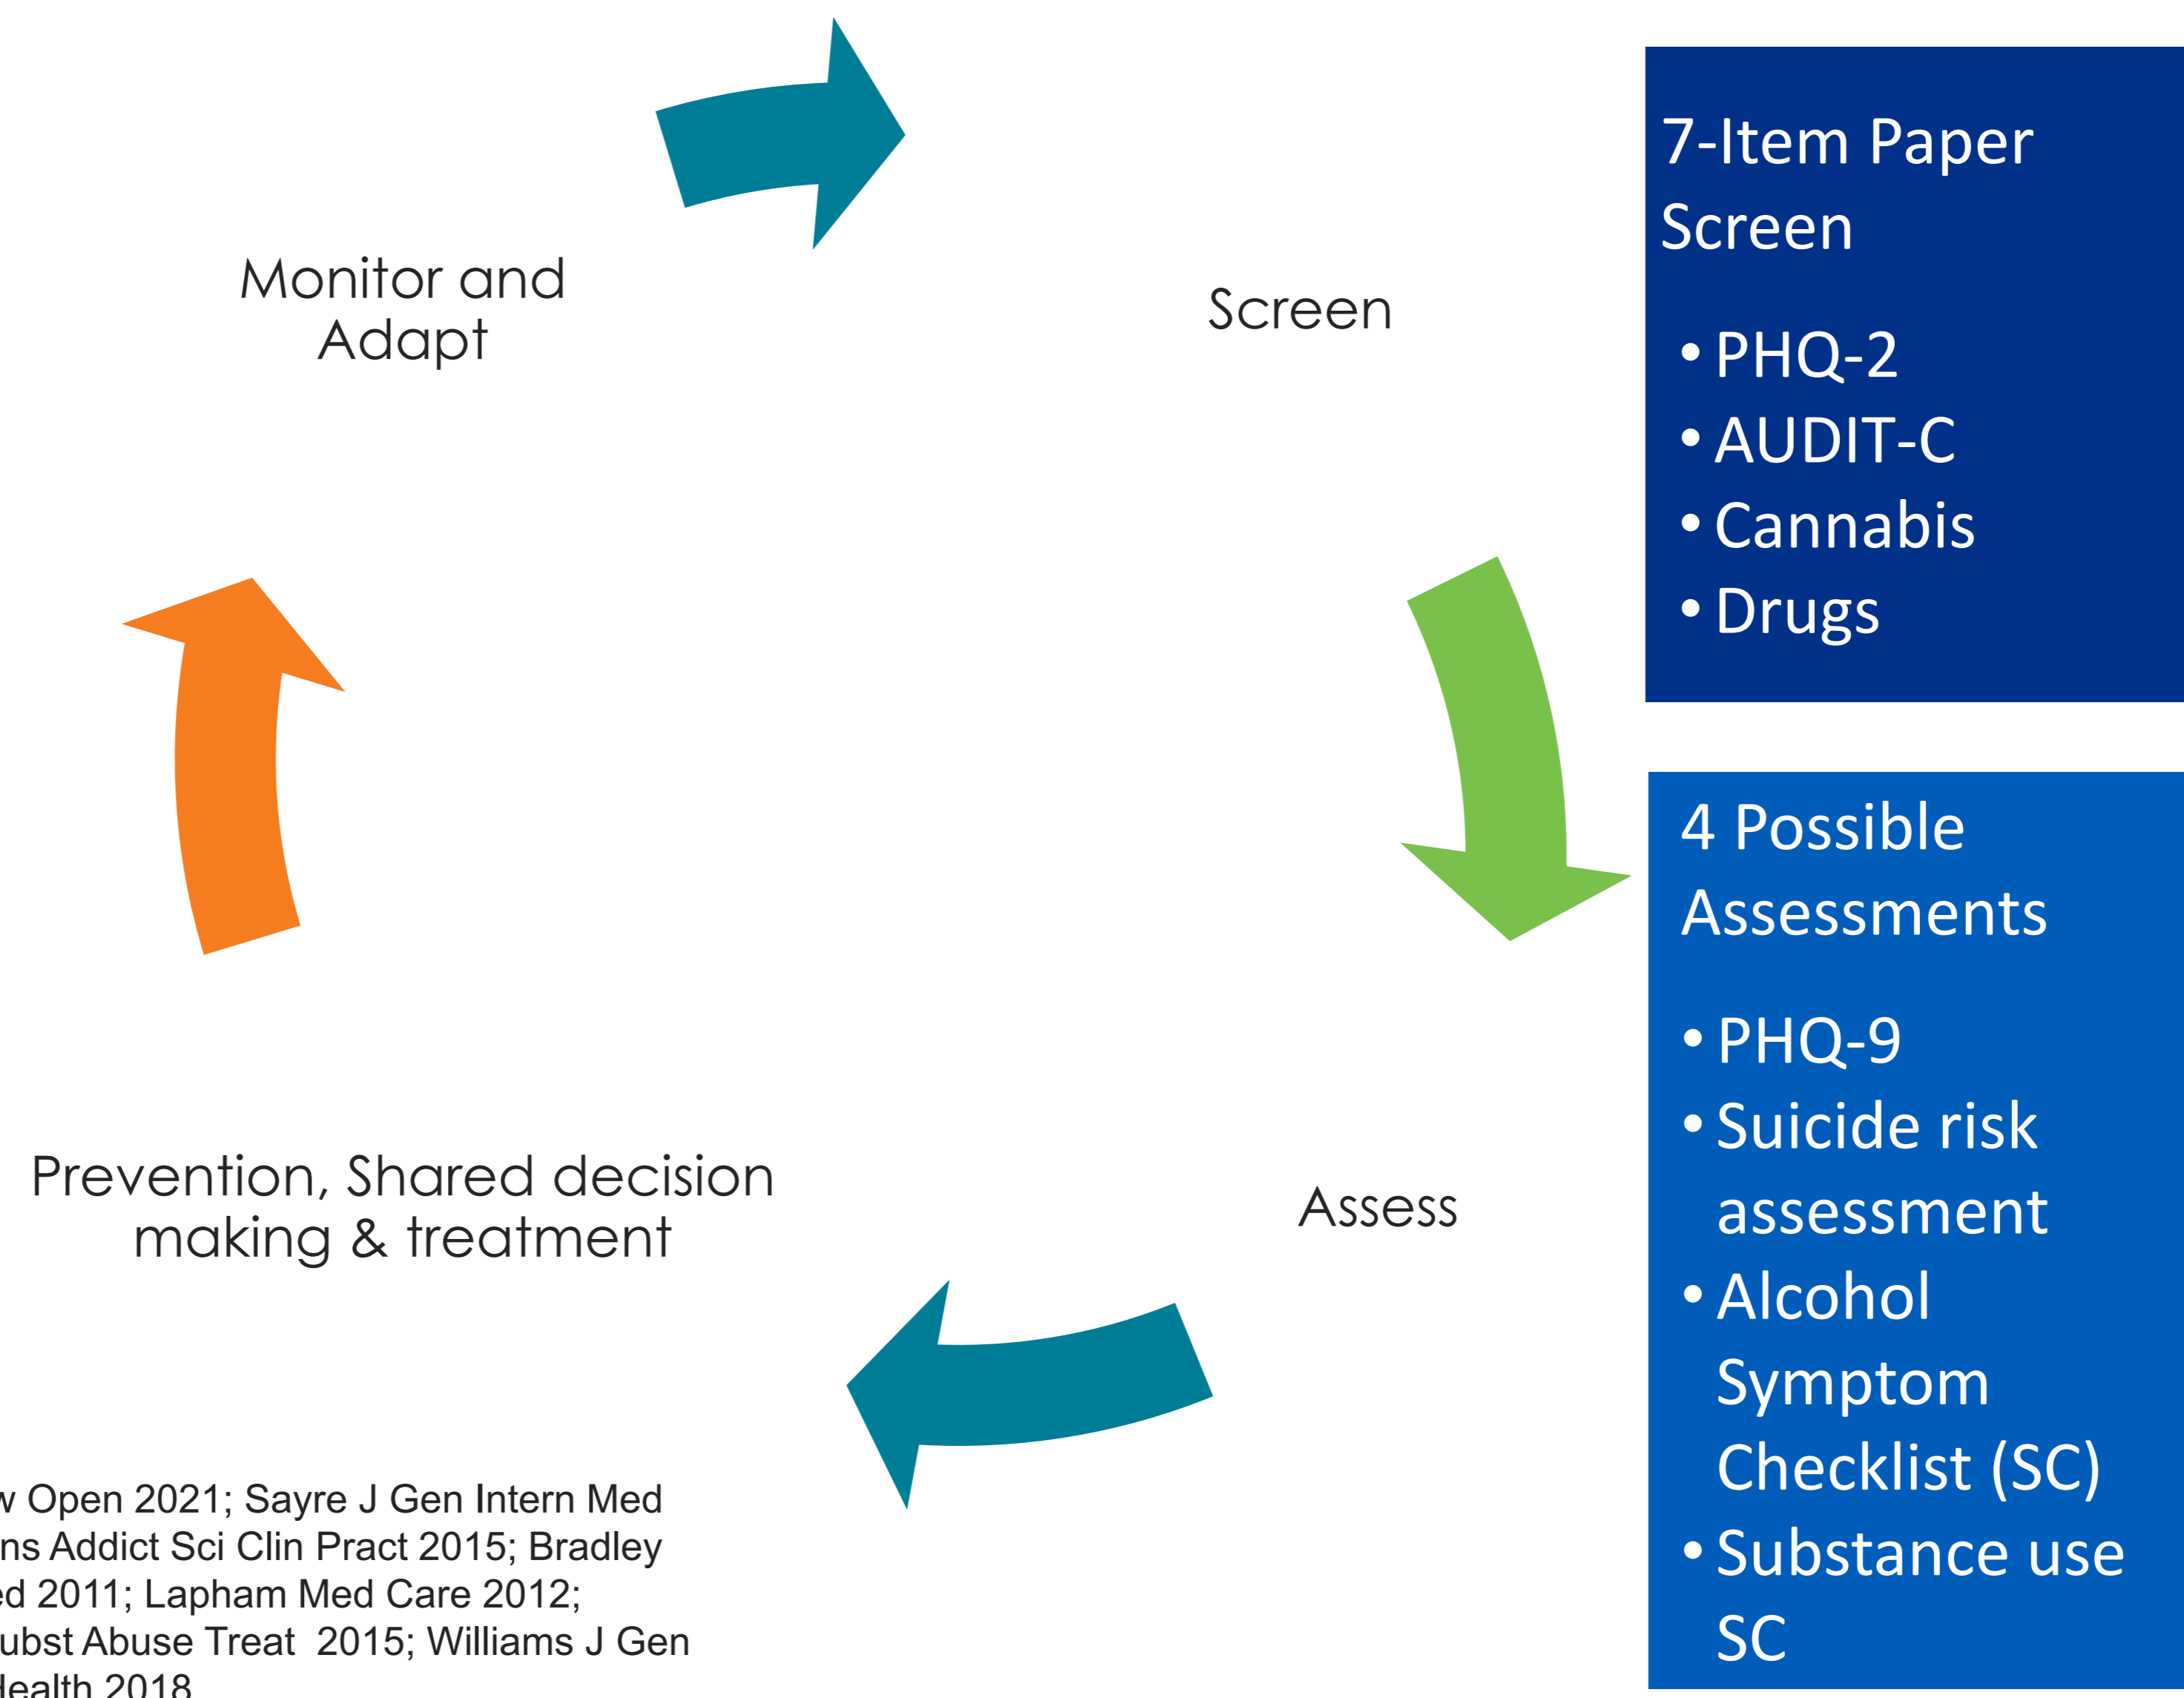 Monitor and
Adapt
Screen
7-Item Paper
Screen
• PHQ-2
• AUDIT-C
• Cannabis
• Drugs
Prevention, Shared decision
making & treatment
Assess
4 Possible
Assessments
• PHQ-9
• Suicide risk
assessment
• Alcohol
Symptom
Checklist (SC)
• Substance use
SC
Open 2021; Sayre J Gen Intern Med
Addict Sci Clin Pract 2015; Bradley
2011; Lapham Med Care 2012;
Abuse Treat 2015; Williams J Gen
2018